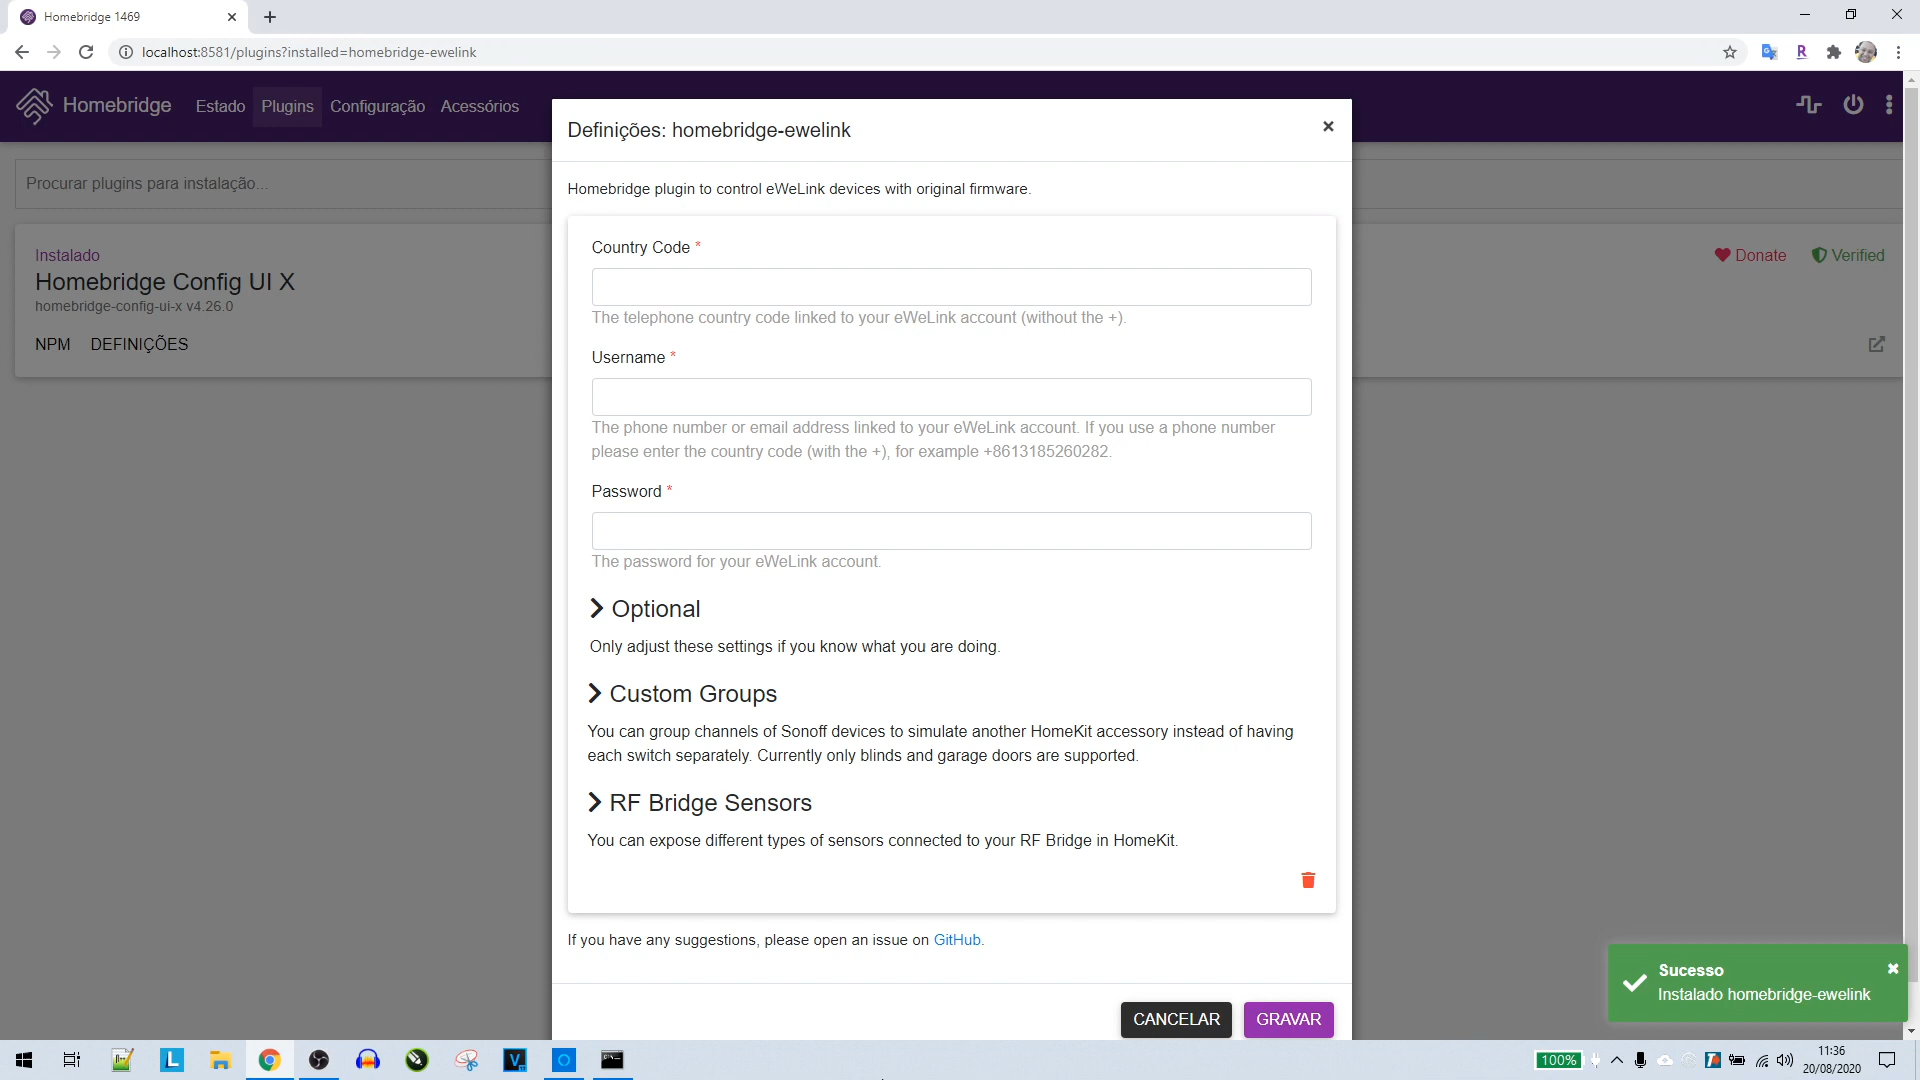 Homebridge 1469
localhost:8581/plugins?installed=homebridge-ewelink
R
Homebridge
Estado
Plugins
Configuração
Acessórios
Procurar plugins para instalação...
Instalado
Homebridge Config UI X
homebridge-config-ui-x v4.26.0
NPM
DEFINIÇÕES
Donate
Verified
Definições: homebridge-ewelink
Homebridge plugin to control eWeLink devices with original firmware.
Country Code *
The telephone country code linked to your eWeLink account (without the +).
Username *
The phone number or email address linked to your eWeLink account. If you use a phone number
please enter the country code (with the +), for example +8613185260282.
Password *
The password for your eWeLink account.
Optional
Only adjust these settings if you know what you are doing.
Custom Groups
You can group channels of Sonoff devices to simulate another HomeKit accessory instead of having
each switch separately. Currently only blinds and garage doors are supported.
RF Bridge Sensors
You can expose different types of sensors connected to your RF Bridge in HomeKit.
If you have any suggestions, please open an issue on GitHub.
CANCELAR
GRAVAR
Sucesso
Instalado homebridge-ewelink
L
V
100%
11:36
20/08/2020